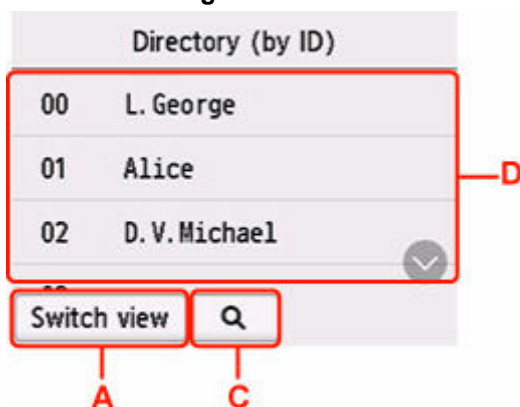 Directory (by ID)
00 L. George
01 Alice
D
02 D. V. Michael
Switch view
A C